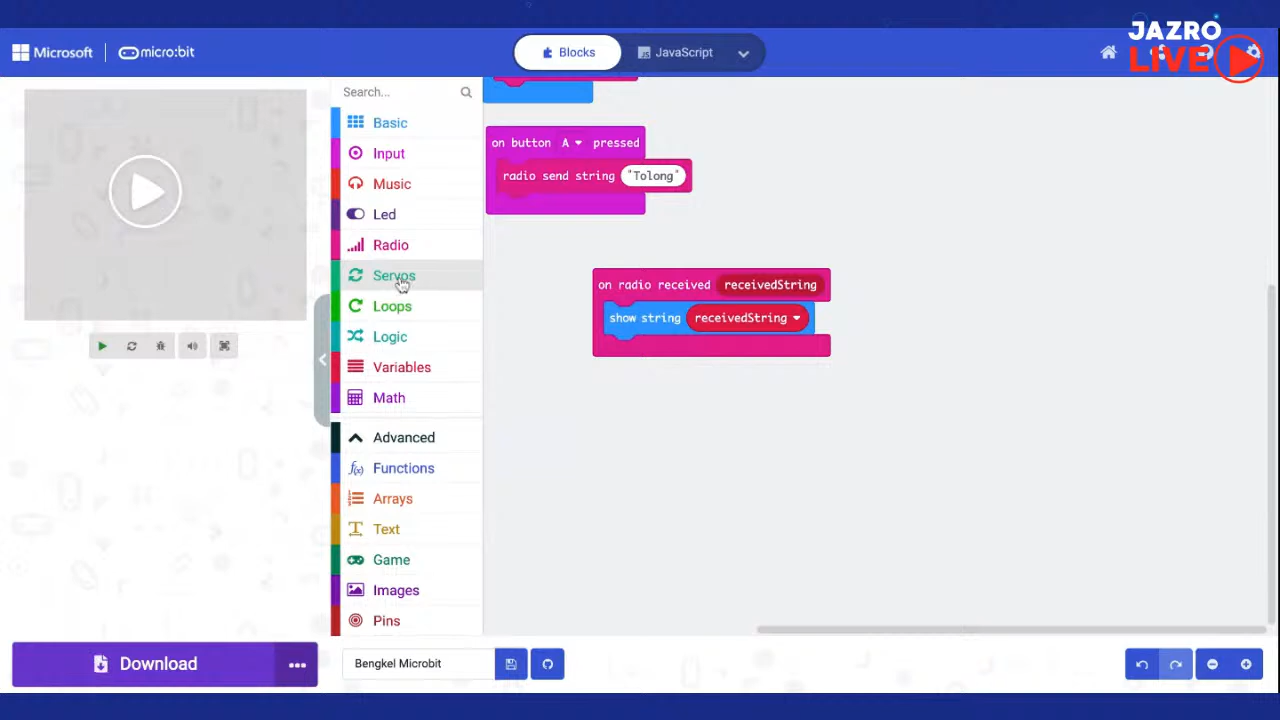 JAZRO
LIVE
Microsoft
micro:bit
Blocks
JavaScript
Search...
Basic
Input
Music
Led
Radio
Servos
Loops
Logic
Variables
Math
Advanced
Functions
Arrays
Text
Game
Images
Pins
on button A pressed
radio send string "Tolong"
on radio received receivedString
show string receivedString
Download
Bengkel Microbit